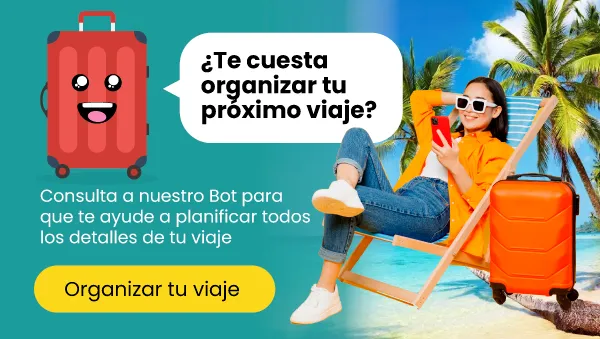 ¿Te cuesta
organizar tu
próximo viaje?
Consulta a nuestro Bot para
que te ayude a planificar todos
los detalles de tu viaje
Organizar tu viaje